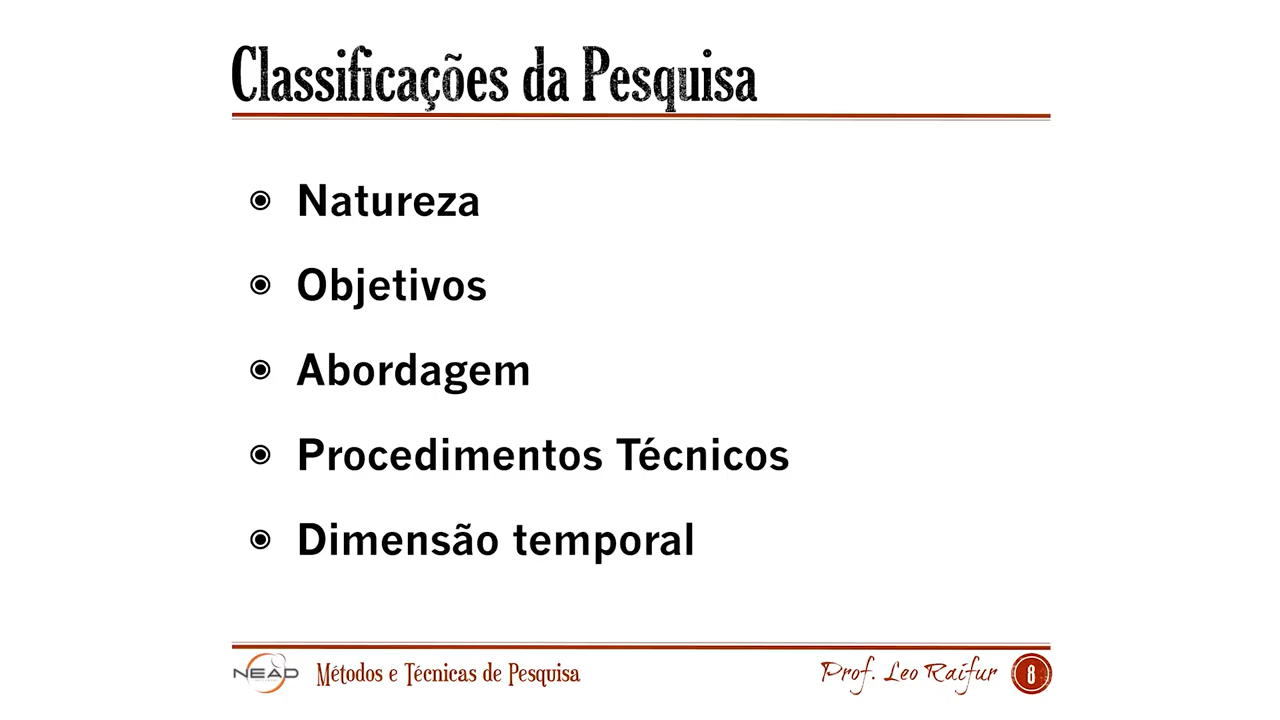 Classificações da Pesquisa
Natureza
Objetivos
Abordagem
Procedimentos Técnicos
Dimensão temporal
NEAD
Métodos e Técnicas de Pesquisa
Prof. Leo Raifur
8